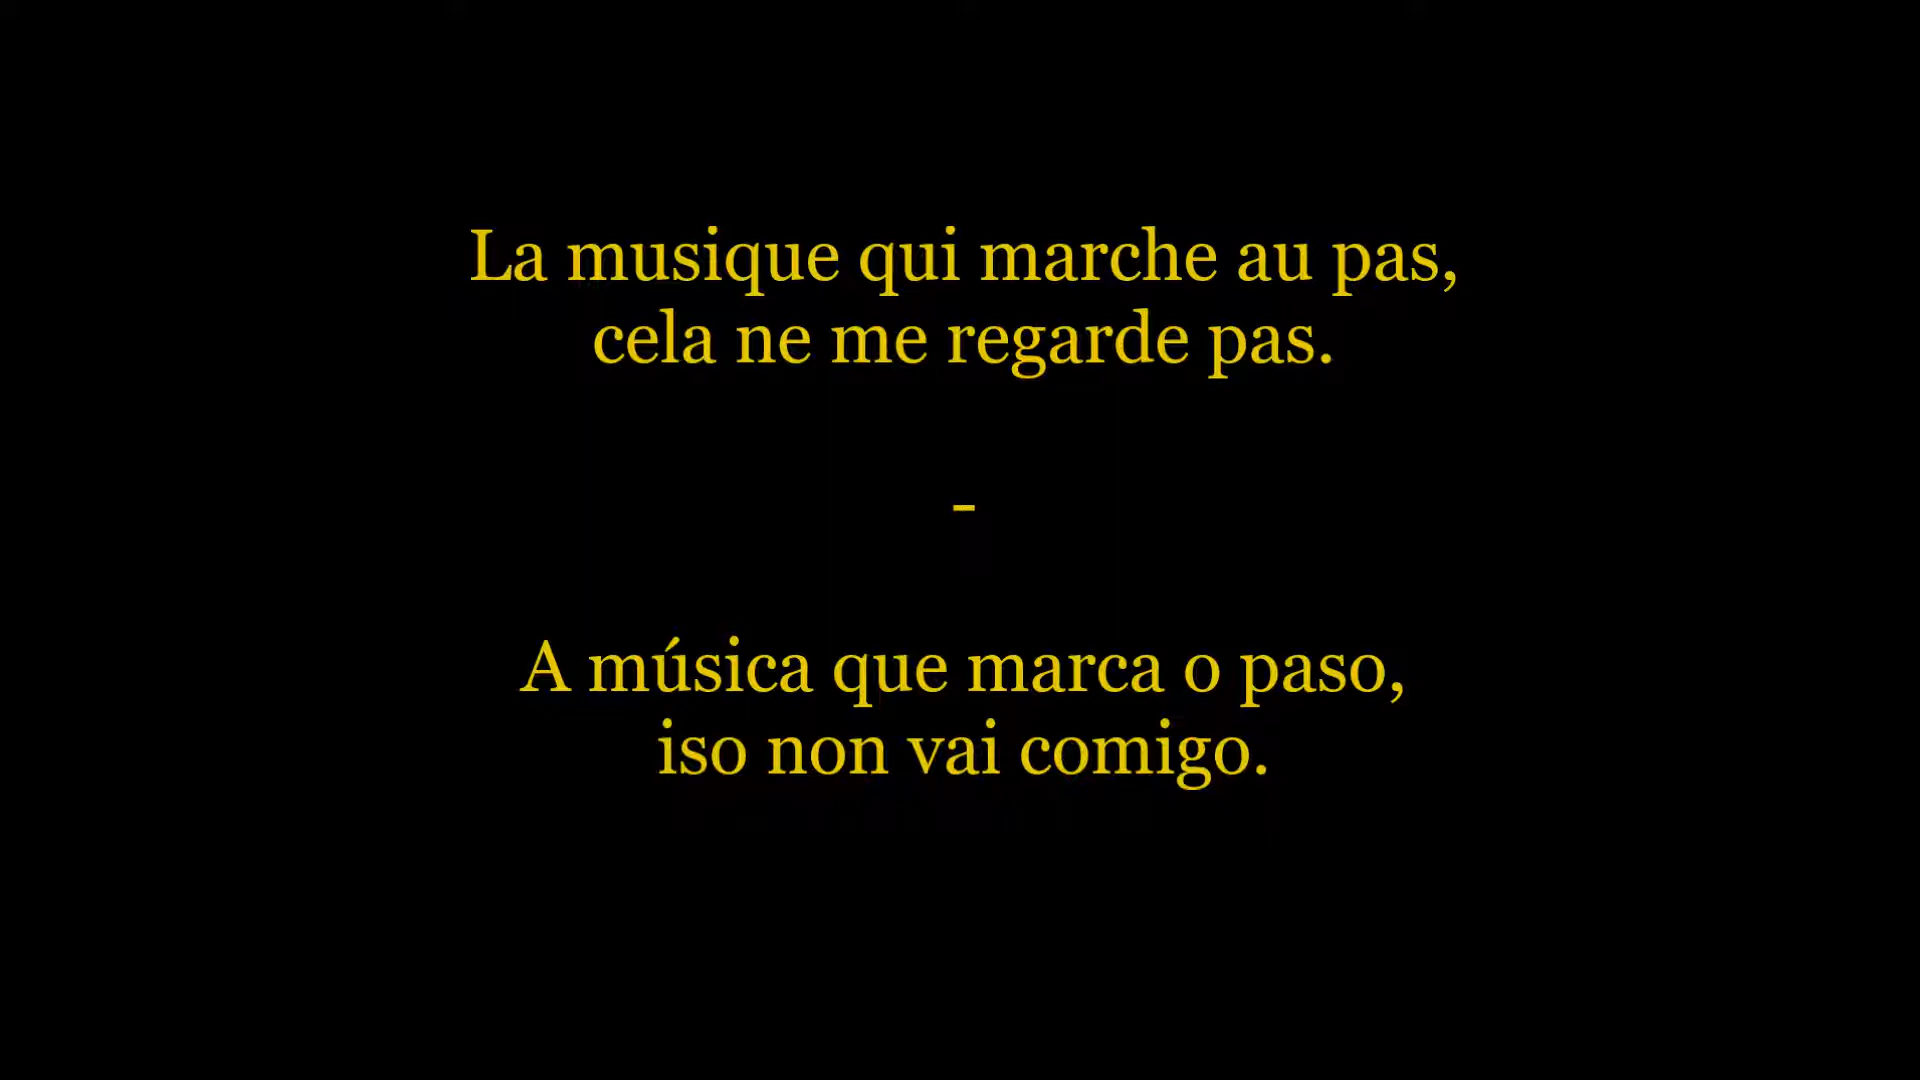 La musique qui marche au pas,
cela ne me regarde pas.
-
A música que marca o paso,
iso non vai comigo.